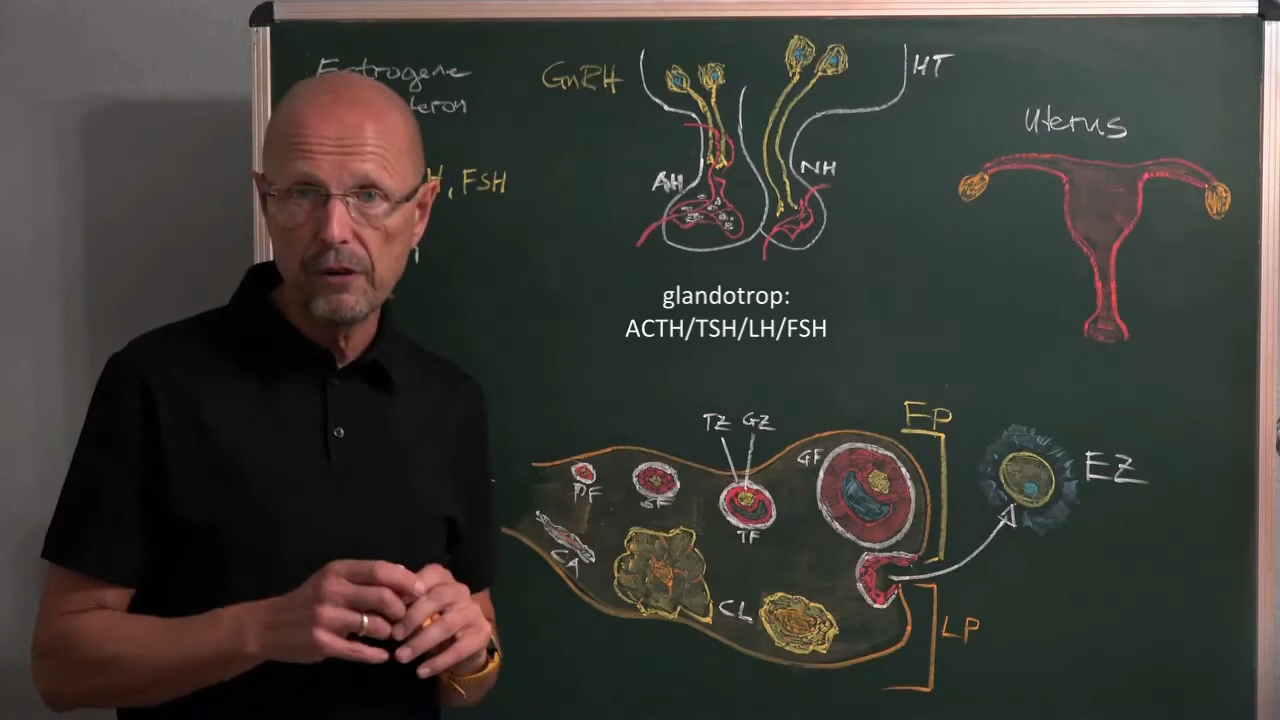 Estrogene
GnRH
HT
Uterus
AH
NH
, FSH
glandotrop:
ACTH/TSH/LH/FSH
Ep
TZ GZ
GF
EZ
PF
SF
TF
CA
CL
LP